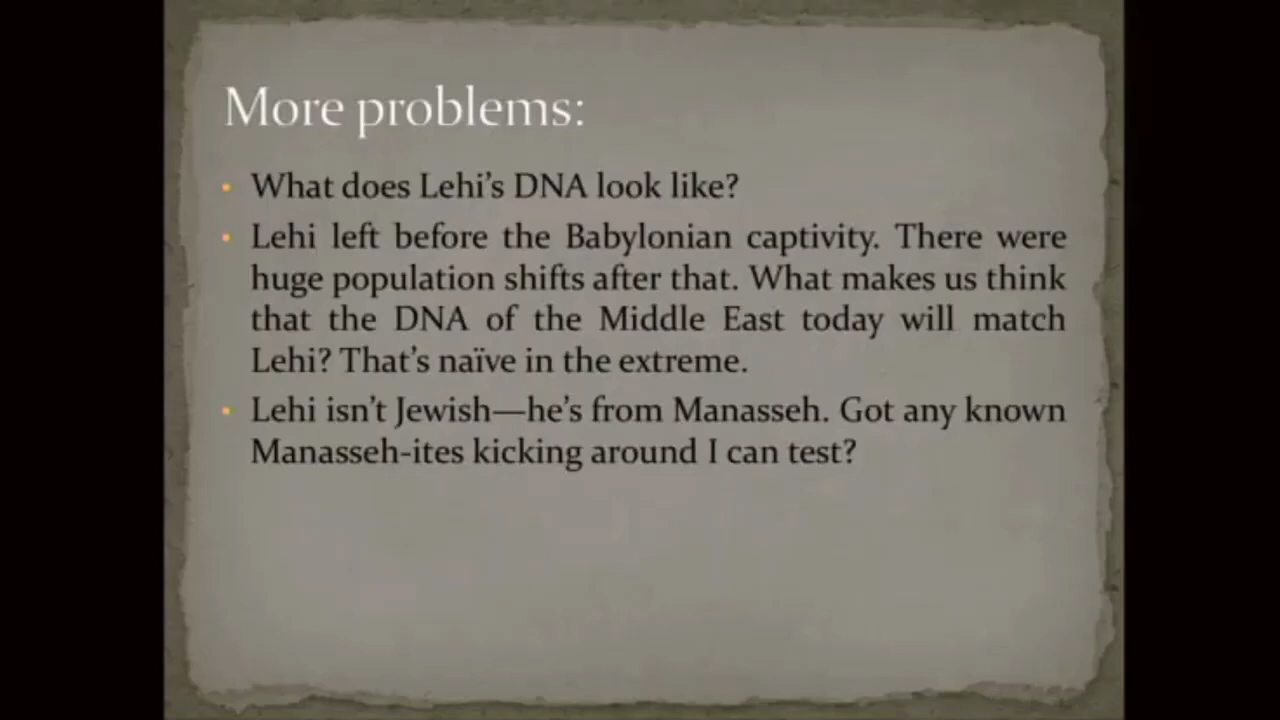 More problems:
• What does Lehi’s DNA look like?
• Lehi left before the Babylonian captivity. There were
huge population shifts after that. What makes us think
that the DNA of the Middle East today will match
Lehi? That’s naïve in the extreme.
• Lehi isn’t Jewish—he’s from Manasseh. Got any known
Manasseh-ites kicking around I can test?